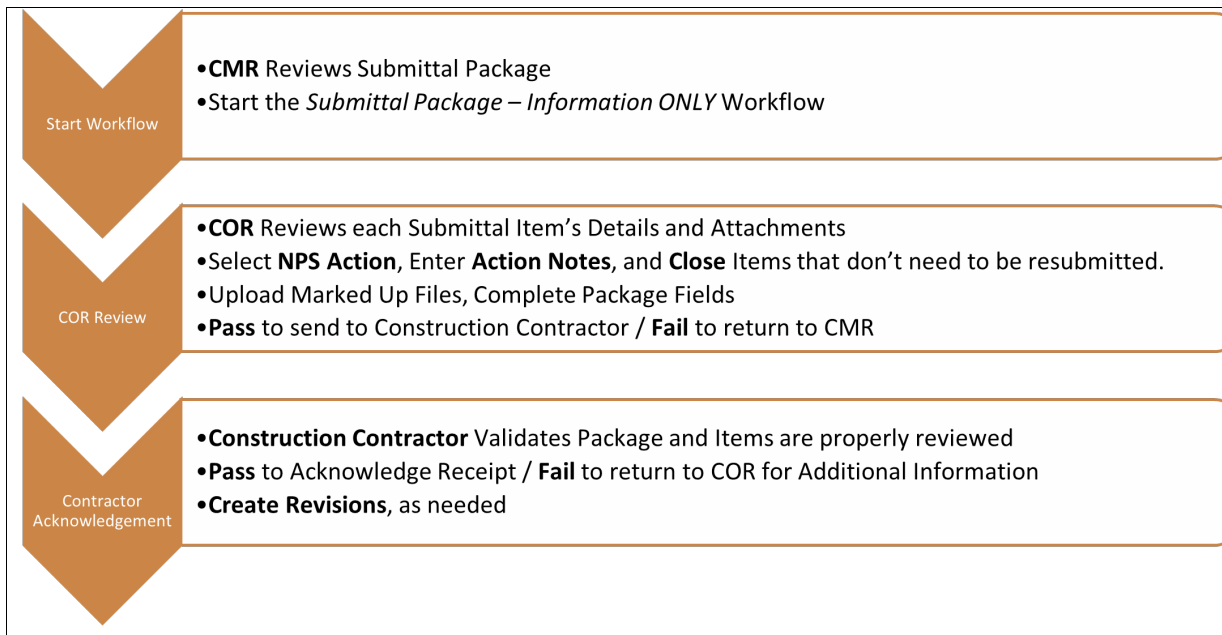 Start Workflow
•CMR Reviews Submittal Package
•Start the Submittal Package – Information ONLY Workflow
COR Review
•COR Reviews each Submittal Item’s Details and Attachments
•Select NPS Action, Enter Action Notes, and Close Items that don’t need to be resubmitted.
•Upload Marked Up Files, Complete Package Fields
•Pass to send to Construction Contractor / Fail to return to CMR
Contractor
Acknowledgement
•Construction Contractor Validates Package and Items are properly reviewed
•Pass to Acknowledge Receipt / Fail to return to COR for Additional Information
•Create Revisions, as needed